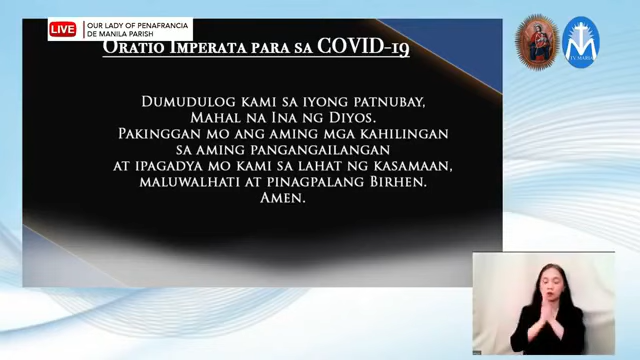 LIVE
OUR LADY OF PENAFRANCIA
DE MANILA PARISH
ORATIO IMPERATA PARA SA COVID-19
DUMUDULOG KAMI SA IYONG PATNUBAY,
MAHAL NA INA NG DIYOS.
PAKINGGAN MO ANG AMING MGA KAHILINGAN
SA AMING PANGANGAILANGAN
AT IPAGADYA MO KAMI SA LAHAT NG KASAMAAN,
MALUWALHATI AT PINAGPALANG BIRHEN.
AMEN.